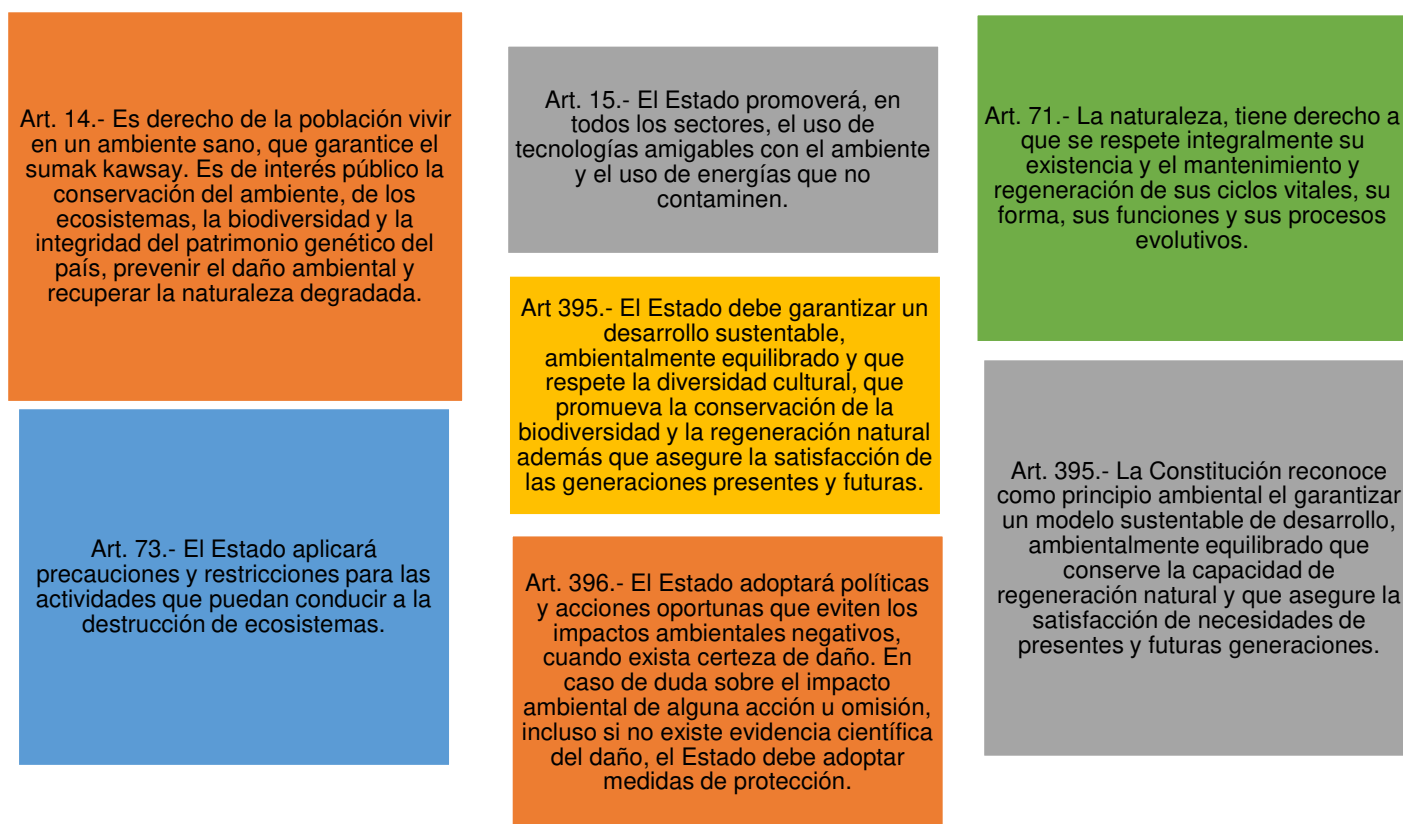 Art. 14.- Es derecho de la población vivir
en un ambiente sano, que garantice el
sumak kawsay. Es de interés público la
conservación del ambiente, de los
ecosistemas, la biodiversidad y la
integridad del patrimonio genético del
país, prevenir el daño ambiental y
recuperar la naturaleza degradada.
Art. 73.- El Estado aplicará
precauciones y restricciones para las
actividades que puedan conducir a la
destrucción de ecosistemas.
Art. 15.- El Estado promoverá, en
todos los sectores, el uso de
tecnologías amigables con el ambiente
y el uso de energías que no
contaminen.
Art 395.- El Estado debe garantizar un
desarrollo sustentable,
ambientalmente equilibrado y que
respete la diversidad cultural, que
promueva la conservación de la
biodiversidad y la regeneración natural
además que asegure la satisfacción de
las generaciones presentes y futuras.
Art. 396.- El Estado adoptará políticas
y acciones oportunas que eviten los
impactos ambientales negativos,
cuando exista certeza de daño. En
caso de duda sobre el impacto
ambiental de alguna acción u omisión,
incluso si no existe evidencia científica
del daño, el Estado debe adoptar
medidas de protección.
Art. 71.- La naturaleza, tiene derecho a
que se respete integralmente su
existencia y el mantenimiento y
regeneración de sus ciclos vitales, su
forma, sus funciones y sus procesos
evolutivos.
Art. 395.- La Constitución reconoce
como principio ambiental el garantizar
un modelo sustentable de desarrollo,
ambientalmente equilibrado que
conserve la capacidad de
regeneración natural y que asegure la
satisfacción de necesidades de
presentes y futuras generaciones.